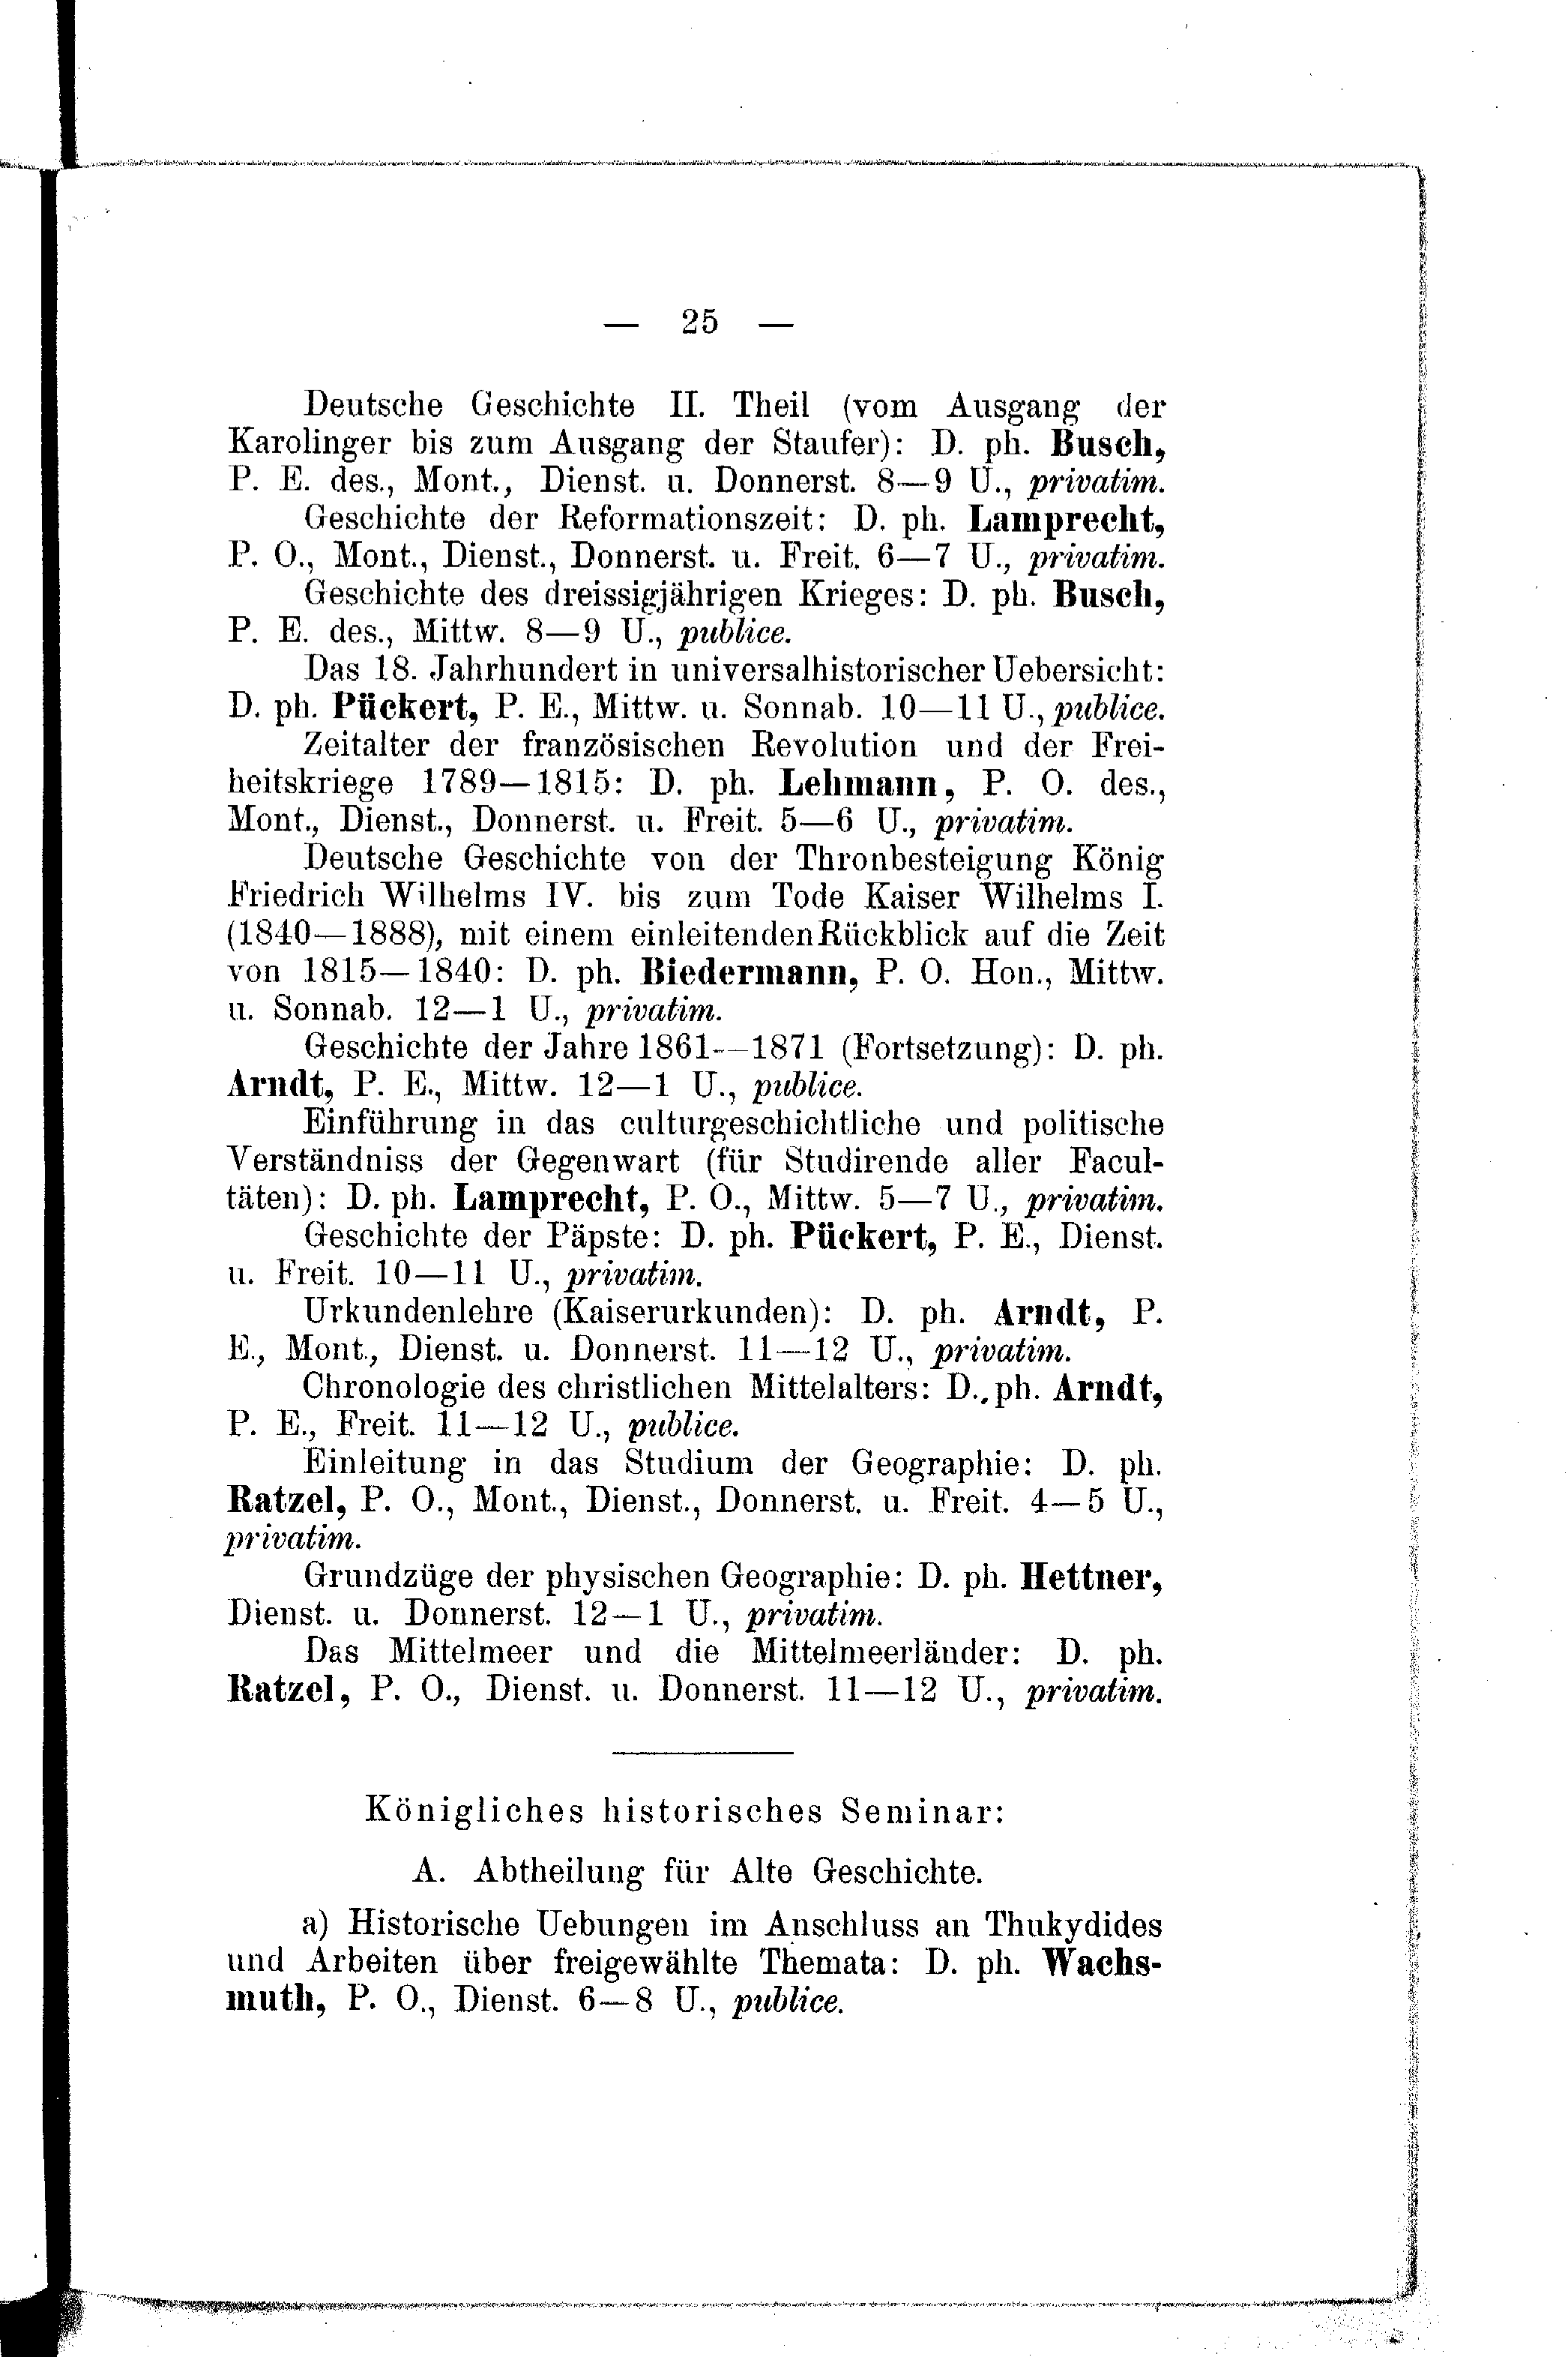 — 25 —
Deutsche Geschichte II. Theil (vom Ausgang der
Karolinger bis zum Ausgang der Staufer): D. ph. Busch,
P. E. des., Mont., Dienst. u. Donnerst. 8—9 U., privatim.
Geschichte der Reformationszeit: D. ph. Lamprecht,
P. O., Mont., Dienst., Donnerst. u. Freit. 6—7 U., privatim.
Geschichte des dreissigjährigen Krieges: D. ph. Busch,
P. E. des., Mittw. 8—9 U., publice.
Das 18. Jahrhundert in universalhistorischer Uebersicht:
D. ph. Pückert, P. E., Mittw. u. Sonnab. 10—11 U., publice.
Zeitalter der französischen Revolution und der Frei-
heitskriege 1789—1815: D. ph. Lehmann, P. O. des.,
Mont., Dienst., Donnerst. u. Freit. 5—6 U., privatim.
Deutsche Geschichte von der Thronbesteigung König
Friedrich Wilhelms IV. bis zum Tode Kaiser Wilhelms I.
(1840—1888), mit einem einleitenden Rückblick auf die Zeit
von 1815—1840: D. ph. Biedermann, P. O. Hon., Mittw.
u. Sonnab. 12—1 U., privatim.
Geschichte der Jahre 1861—1871 (Fortsetzung): D. ph.
Arndt, P. E., Mittw. 12—1 U., publice.
Einführung in das culturgeschichtliche und politische
Verständniss der Gegenwart (für Studirende aller Facul-
täten): D. ph. Lamprecht, P. O., Mittw. 5—7 U., privatim.
Geschichte der Päpste: D. ph. Pückert, P. E., Dienst.
u. Freit. 10—11 U., privatim.
Urkundenlehre (Kaiserurkunden): D. ph. Arndt, P.
E., Mont., Dienst. u. Donnerst. 11—12 U., privatim.
Chronologie des christlichen Mittelalters: D. ph. Arndt,
P. E., Freit. 11—12 U., publice.
Einleitung in das Studium der Geographie: D. ph.
Ratzel, P. O., Mont., Dienst., Donnerst. u. Freit. 4—5 U.,
privatim.
Grundzüge der physischen Geographie: D. ph. Hettner,
Dienst. u. Donnerst. 12—1 U., privatim.
Das Mittelmeer und die Mittelmeerländer: D. ph.
Ratzel, P. O., Dienst. u. Donnerst. 11—12 U., privatim.
Königliches historisches Seminar:
A. Abtheilung für Alte Geschichte.
a) Historische Uebungen im Anschluss an Thukydides
und Arbeiten über freigewählte Themata: D. ph. Wachs-
muth, P. O., Dienst. 6—8 U., publice.